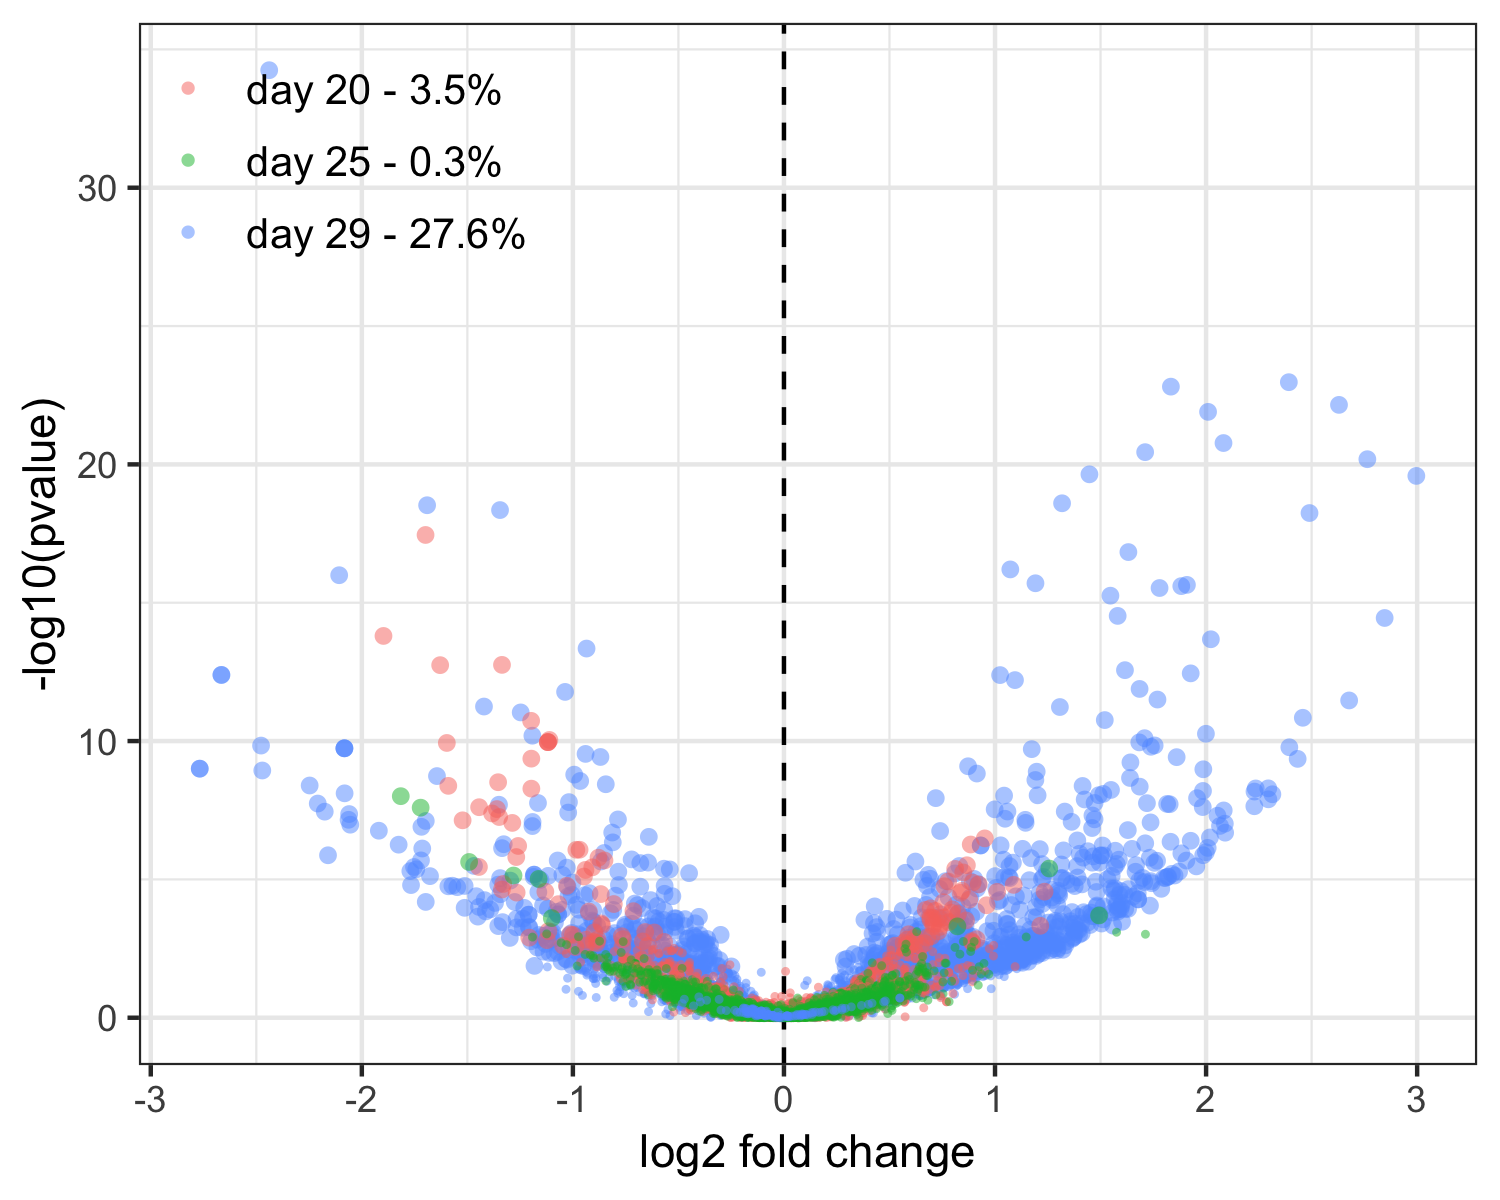 day 20 - 3.5%
day 25 - 0.3%
day 29 - 27.6%
30
20
10
0
-log10(pvalue)
-3 -2 -1 0 1 2 3
log2 fold change